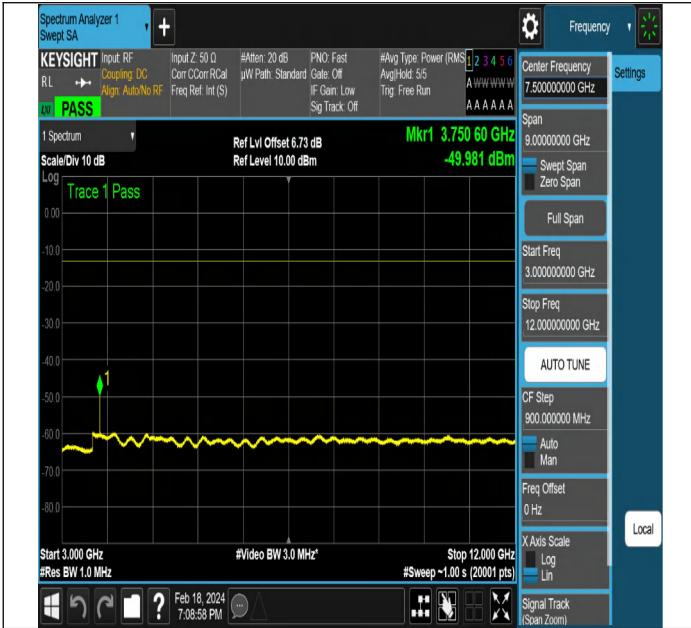 Spectrum Analyzer 1
Swept SA
+
Frequency
KEYSIGHT
RL
LXI
PASS
Input: RF
Coupling: DC
Align: Auto/No RF
Input Z: 50 Ω
Corr CCorr RCal
Freq Ref: Int (S)
#Atten: 20 dB
µW Path: Standard
PNO: Fast
Gate: Off
IF Gain: Low
Sig Track: Off
#Avg Type: Power (RMS
Avg|Hold: 5/5
Trig: Free Run
1 2 3 4 5 6
A W W W W W
A A A A A A
1 Spectrum
Scale/Div 10 dB
Ref Lvl Offset 6.73 dB
Ref Level 10.00 dBm
Mkr1 3.750 60 GHz
-49.981 dBm
Log
Trace 1 Pass
0.00
-10.0
-20.0
-30.0
-40.0
-50.0
-60.0
-70.0
-80.0
1
Start 3.000 GHz
#Res BW 1.0 MHz
#Video BW 3.0 MHz*
Stop 12.000 GHz
#Sweep ~1.00 s (20001 pts)
Feb 18, 2024
7:08:58 PM
?
Center Frequency
7.500000000 GHz
Settings
Span
9.00000000 GHz
Swept Span
Zero Span
Full Span
Start Freq
3.000000000 GHz
Stop Freq
12.000000000 GHz
AUTO TUNE
CF Step
900.000000 MHz
Auto
Man
Freq Offset
0 Hz
X Axis Scale
Log
Lin
Local
Signal Track
(Span Zoom)